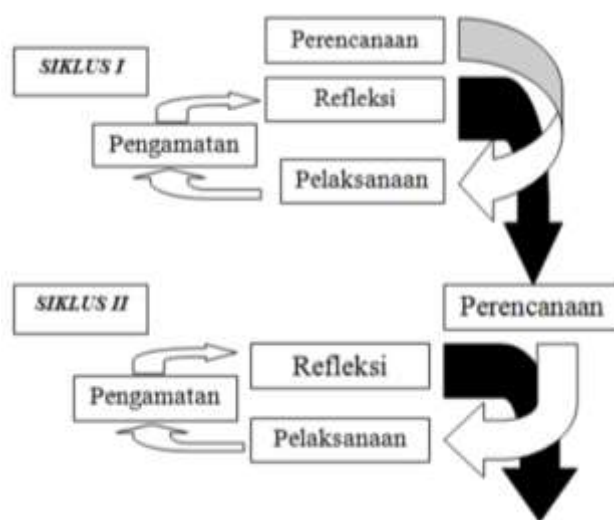 Perencanaan
SIKLUS I
Refleksi
Pengamatan
Pelaksanaan
SIKLUS II
Perencanaan
Refleksi
Pengamatan
Pelaksanaan